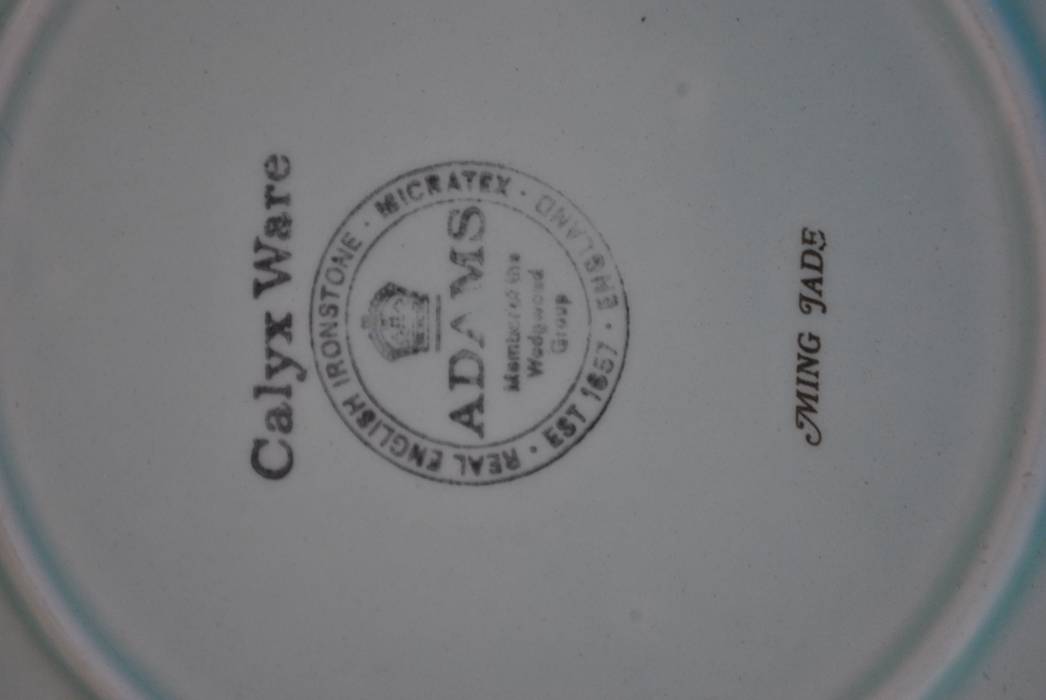 Calyx Ware
REAL ENGLISH IRONSTONE · MICRATEX · ENGLAND · EST 1657 ·
ADAMS
Member of the
Wedgwood
Group
MING JADE